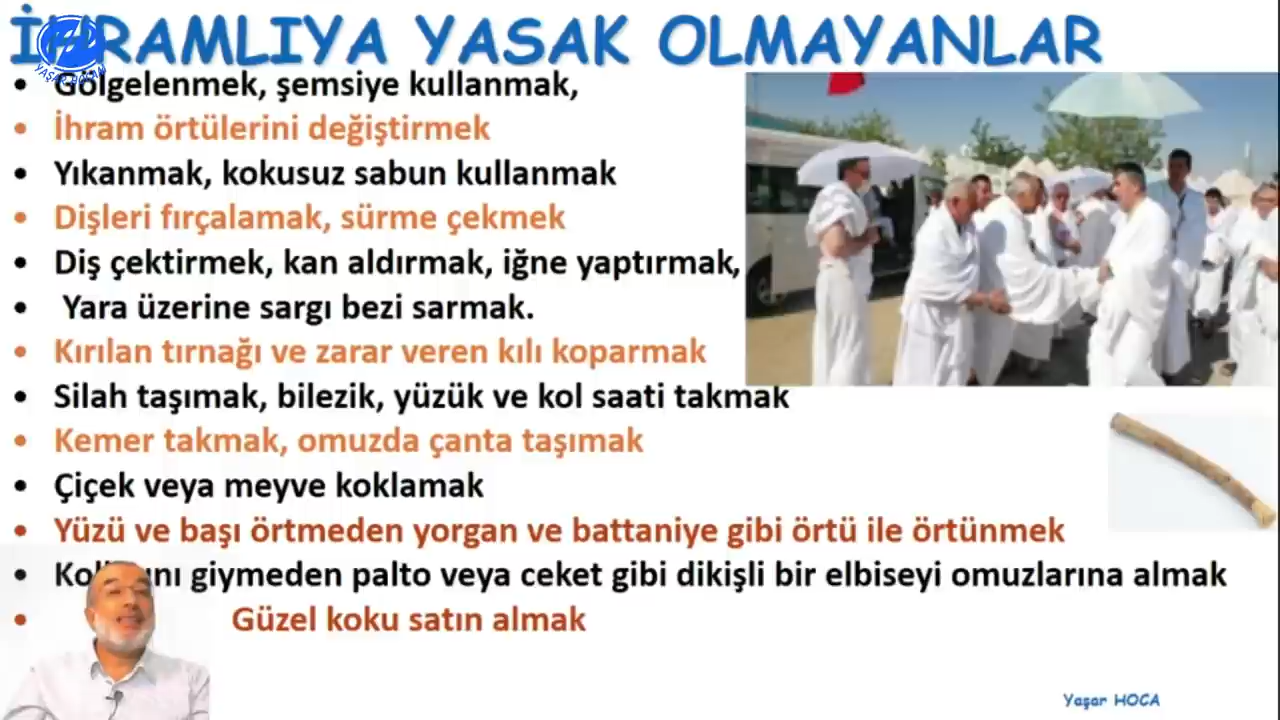 İHRAMLIYA YASAK OLMAYANLAR
YAŞAR HOCAM
• Gölgelenmek, şemsiye kullanmak,
• İhram örtülerini değiştirmek
• Yıkanmak, kokusuz sabun kullanmak
• Dişleri fırçalamak, sürme çekmek
• Diş çektirmek, kan aldırmak, iğne yaptırmak,
• Yara üzerine sargı bezi sarmak.
• Kırılan tırnağı ve zarar veren kılı koparmak
• Silah taşımak, bilezik, yüzük ve kol saati takmak
• Kemer takmak, omuzda çanta taşımak
• Çiçek veya meyve koklamak
• Yüzü ve başı örtmeden yorgan ve battaniye gibi örtü ile örtünmek
• giymeden palto veya ceket gibi dikişli bir elbiseyi omuzlarına almak
• Güzel koku satın almak
Yaşar HOCA